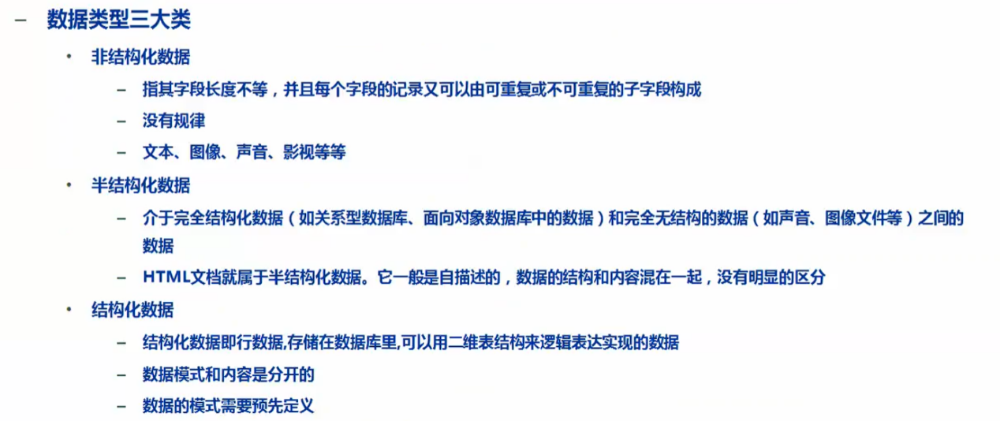 – 数据类型三大类
• 非结构化数据
– 指其字段长度不等，并且每个字段的记录又可以由可重复或不可重复的子字段构成
– 没有规律
– 文本、图像、声音、影视等等
• 半结构化数据
– 介于完全结构化数据（如关系型数据库、面向对象数据库中的数据）和完全无结构的数据（如声音、图像文件等）之间的
数据
– HTML文档就属于半结构化数据。它一般是自描述的，数据的结构和内容混在一起，没有明显的区分
• 结构化数据
– 结构化数据即行数据,存储在数据库里,可以用二维表结构来逻辑表达实现的数据
– 数据模式和内容是分开的
– 数据的模式需要预先定义